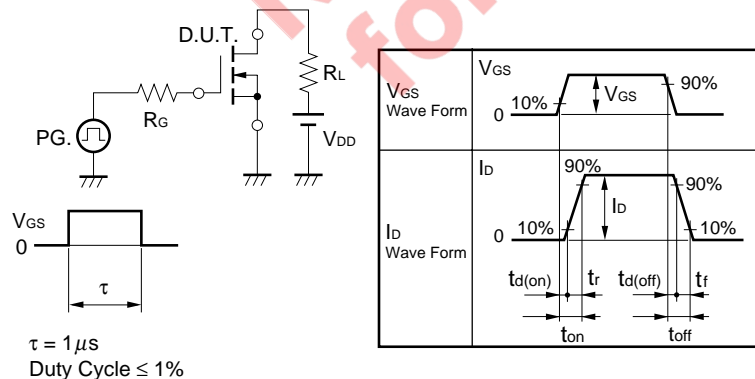 D.U.T.
RL
RG
PG.
VDD
VGS
0
τ
τ = 1 μs
Duty Cycle ≤ 1%
VGS
Wave Form
VGS
10%
0
VGS
90%
ID
Wave Form
ID
90%
90%
10%
0
ID
10%
td(on) tr td(off) tf
ton toff